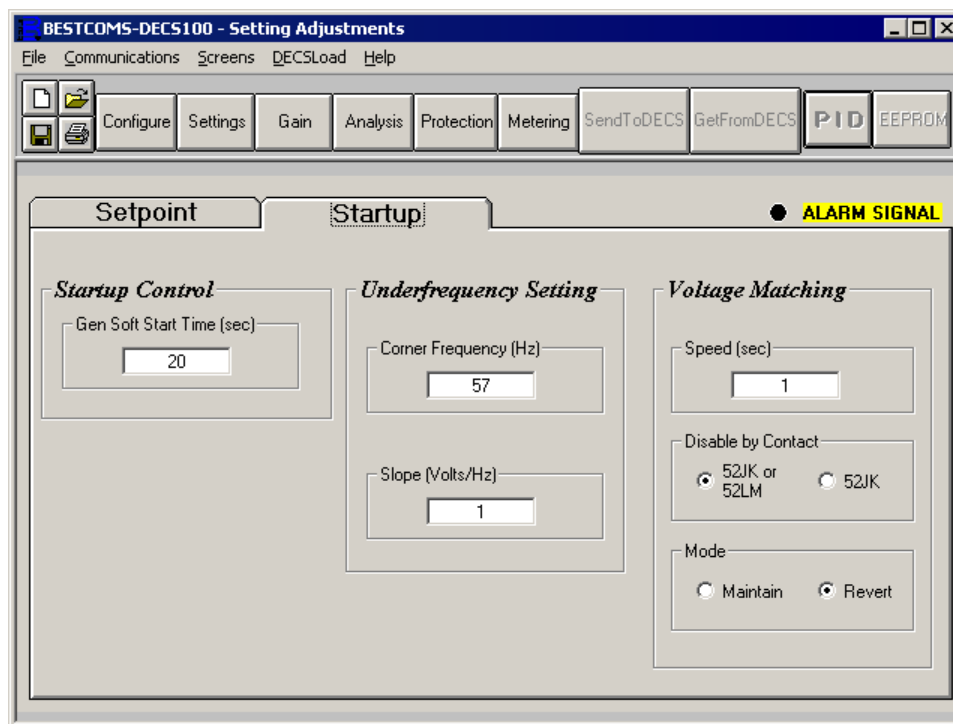 BESTCOMS-DECS100 - Setting Adjustments
File Communications Screens DECSLoad Help
Configure Settings Gain Analysis Protection Metering SendToDECS GetFromDECS PID EEPROM
Setpoint Startup ALARM SIGNAL
Startup Control
Gen Soft Start Time (sec)
20
Underfrequency Setting
Corner Frequency (Hz)
57
Slope (Volts/Hz)
1
Voltage Matching
Speed (sec)
1
Disable by Contact
52JK or
52LM
52JK
Mode
Maintain Revert